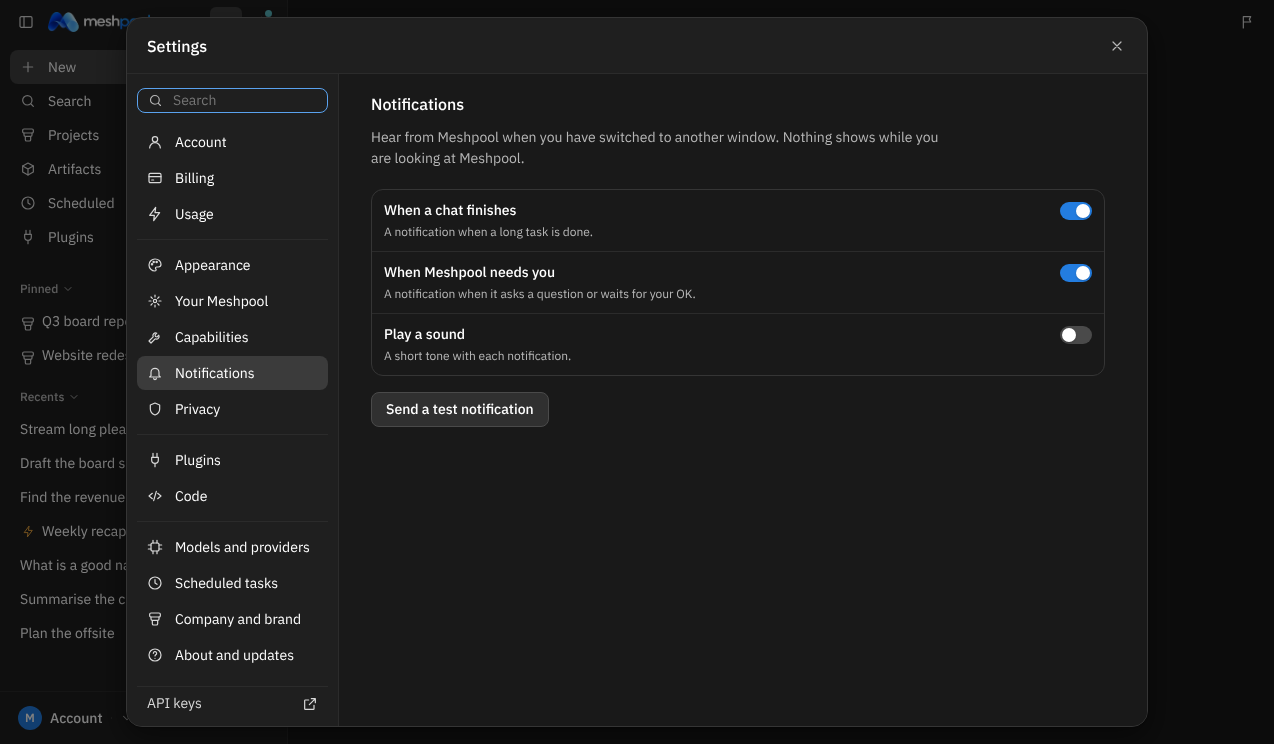 mesh
Settings
New
Search
Projects
Artifacts
Scheduled
Plugins
Pinned
Q3 board
Website
Recents
Stream long
Draft the board
Find the revenue
Weekly recap
What is a good
Summarise the
Plan the offsite
M
Account
Search
Account
Billing
Usage
Appearance
Your Meshpool
Capabilities
Notifications
Privacy
Plugins
Code
Models and providers
Scheduled tasks
Company and brand
About and updates
API keys
Notifications
Hear from Meshpool when you have switched to another window. Nothing shows while you
are looking at Meshpool.
When a chat finishes
A notification when a long task is done.
When Meshpool needs you
A notification when it asks a question or waits for your OK.
Play a sound
A short tone with each notification.
Send a test notification